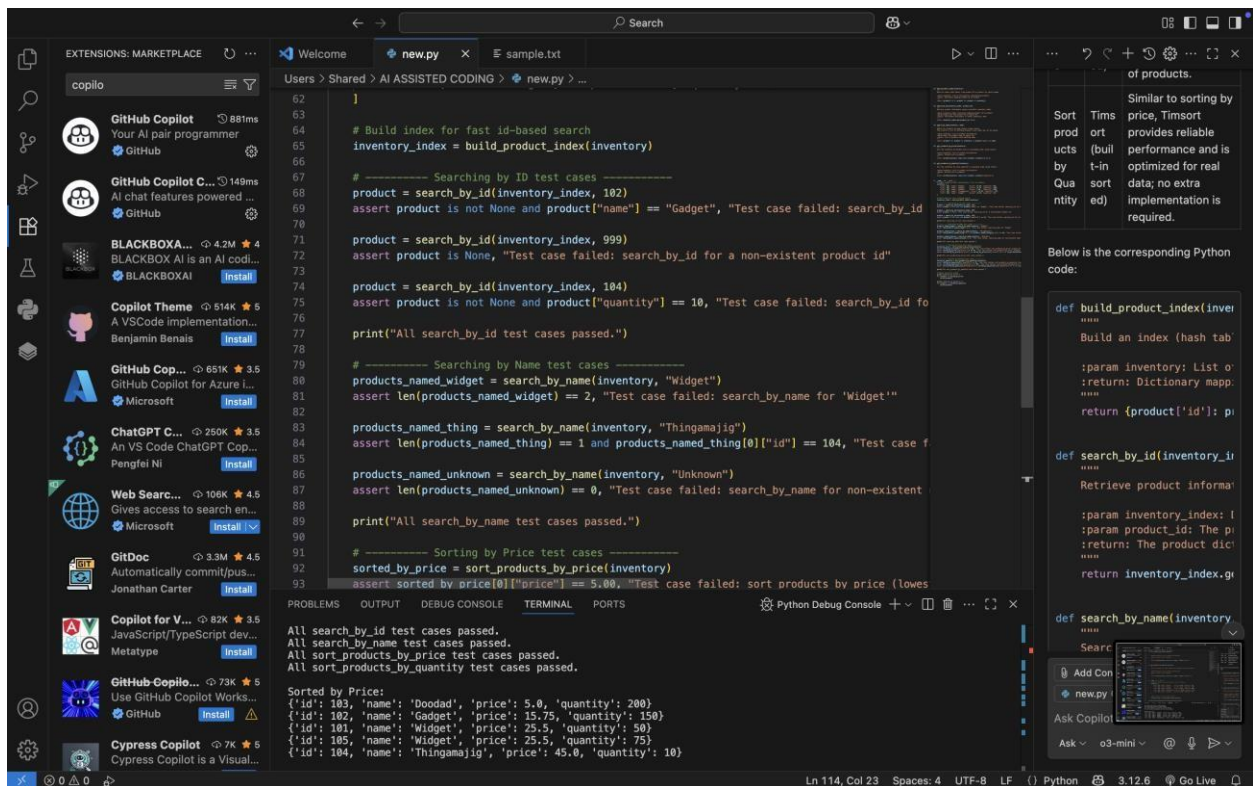 Search
EXTENSIONS: MARKETPLACE
copilo
GitHub Copilot 881ms
Your AI pair programmer
GitHub
GitHub Copilot C... 149ms
AI chat features powered ...
GitHub
BLACKBOXA... 4.2M ★ 4
BLACKBOX AI is an AI codi...
BLACKBOXAI Install
Copilot Theme 514K ★ 5
A VSCode implementation...
Benjamin Benais Install
GitHub Cop... 651K ★ 3.5
GitHub Copilot for Azure i...
Microsoft Install
ChatGPT C... 250K ★ 3.5
An VS Code ChatGPT Cop...
Pengfei Ni Install
Web Searc... 106K ★ 4.5
Gives access to search en...
Microsoft Install
GitDoc 3.3M ★ 4.5
Automatically commit/pus...
Jonathan Carter Install
Copilot for V... 82K ★ 3.5
JavaScript/TypeScript dev...
Metatype Install
GitHub Copilo... 73K ★ 5
Use GitHub Copilot Works...
GitHub Install
Cypress Copilot 7K ★ 5
Cypress Copilot is a Visual...
Welcome new.py sample.txt
Users > Shared > AI ASSISTED CODING > new.py > ...
62 ]
63
64 # Build index for fast id-based search
65 inventory_index = build_product_index(inventory)
66
67 # ---------- Searching by ID test cases -----------
68 product = search_by_id(inventory_index, 102)
69 assert product is not None and product["name"] == "Gadget", "Test case failed: search_by_id
70
71 product = search_by_id(inventory_index, 999)
72 assert product is None, "Test case failed: search_by_id for a non-existent product id"
73
74 product = search_by_id(inventory_index, 104)
75 assert product is not None and product["quantity"] == 10, "Test case failed: search_by_id fo
76
77 print("All search_by_id test cases passed.")
78
79 # ---------- Searching by Name test cases -----------
80 products_named_widget = search_by_name(inventory, "Widget")
81 assert len(products_named_widget) == 2, "Test case failed: search_by_name for 'Widget'"
82
83 products_named_thing = search_by_name(inventory, "Thingamajig")
84 assert len(products_named_thing) == 1 and products_named_thing[0]["id"] == 104, "Test case f
85
86 products_named_unknown = search_by_name(inventory, "Unknown")
87 assert len(products_named_unknown) == 0, "Test case failed: search_by_name for non-existent
88
89 print("All search_by_name test cases passed.")
90
91 # ---------- Sorting by Price test cases -----------
92 sorted_by_price = sort_products_by_price(inventory)
93 assert sorted_by_price[0]["price"] == 5.00, "Test case failed: sort_products_by_price (lowes
PROBLEMS OUTPUT DEBUG CONSOLE TERMINAL PORTS Python Debug Console
All search_by_id test cases passed.
All search_by_name test cases passed.
All sort_products_by_price test cases passed.
All sort_products_by_quantity test cases passed.
Sorted by Price:
{'id': 103, 'name': 'Doodad', 'price': 5.0, 'quantity': 200}
{'id': 102, 'name': 'Gadget', 'price': 15.75, 'quantity': 150}
{'id': 101, 'name': 'Widget', 'price': 25.5, 'quantity': 50}
{'id': 105, 'name': 'Widget', 'price': 25.5, 'quantity': 75}
{'id': 104, 'name': 'Thingamajig', 'price': 45.0, 'quantity': 10}
of products.
Sort
prod
ucts
by
Qua
ntity
Tims
ort
(buil
t-in
sort
ed)
Similar to sorting by
price, Timsort
provides reliable
performance and is
optimized for real
data; no extra
implementation is
required.
Below is the corresponding Python
code:
def build_product_index(inver
"""
Build an index (hash tab
:param inventory: List o
:return: Dictionary mapp
"""
return {product['id']: p
def search_by_id(inventory_in
"""
Retrieve product informa
:param inventory_index: D
:param product_id: The p
:return: The product dict
"""
return inventory_index.ge
def search_by_name(inventory
"""
Searc
Add Con
new.py
Ask Copilot
Ask o3-mini @
0 0 0
Ln 114, Col 23 Spaces: 4 UTF-8 LF {} Python 3.12.6 Go Live